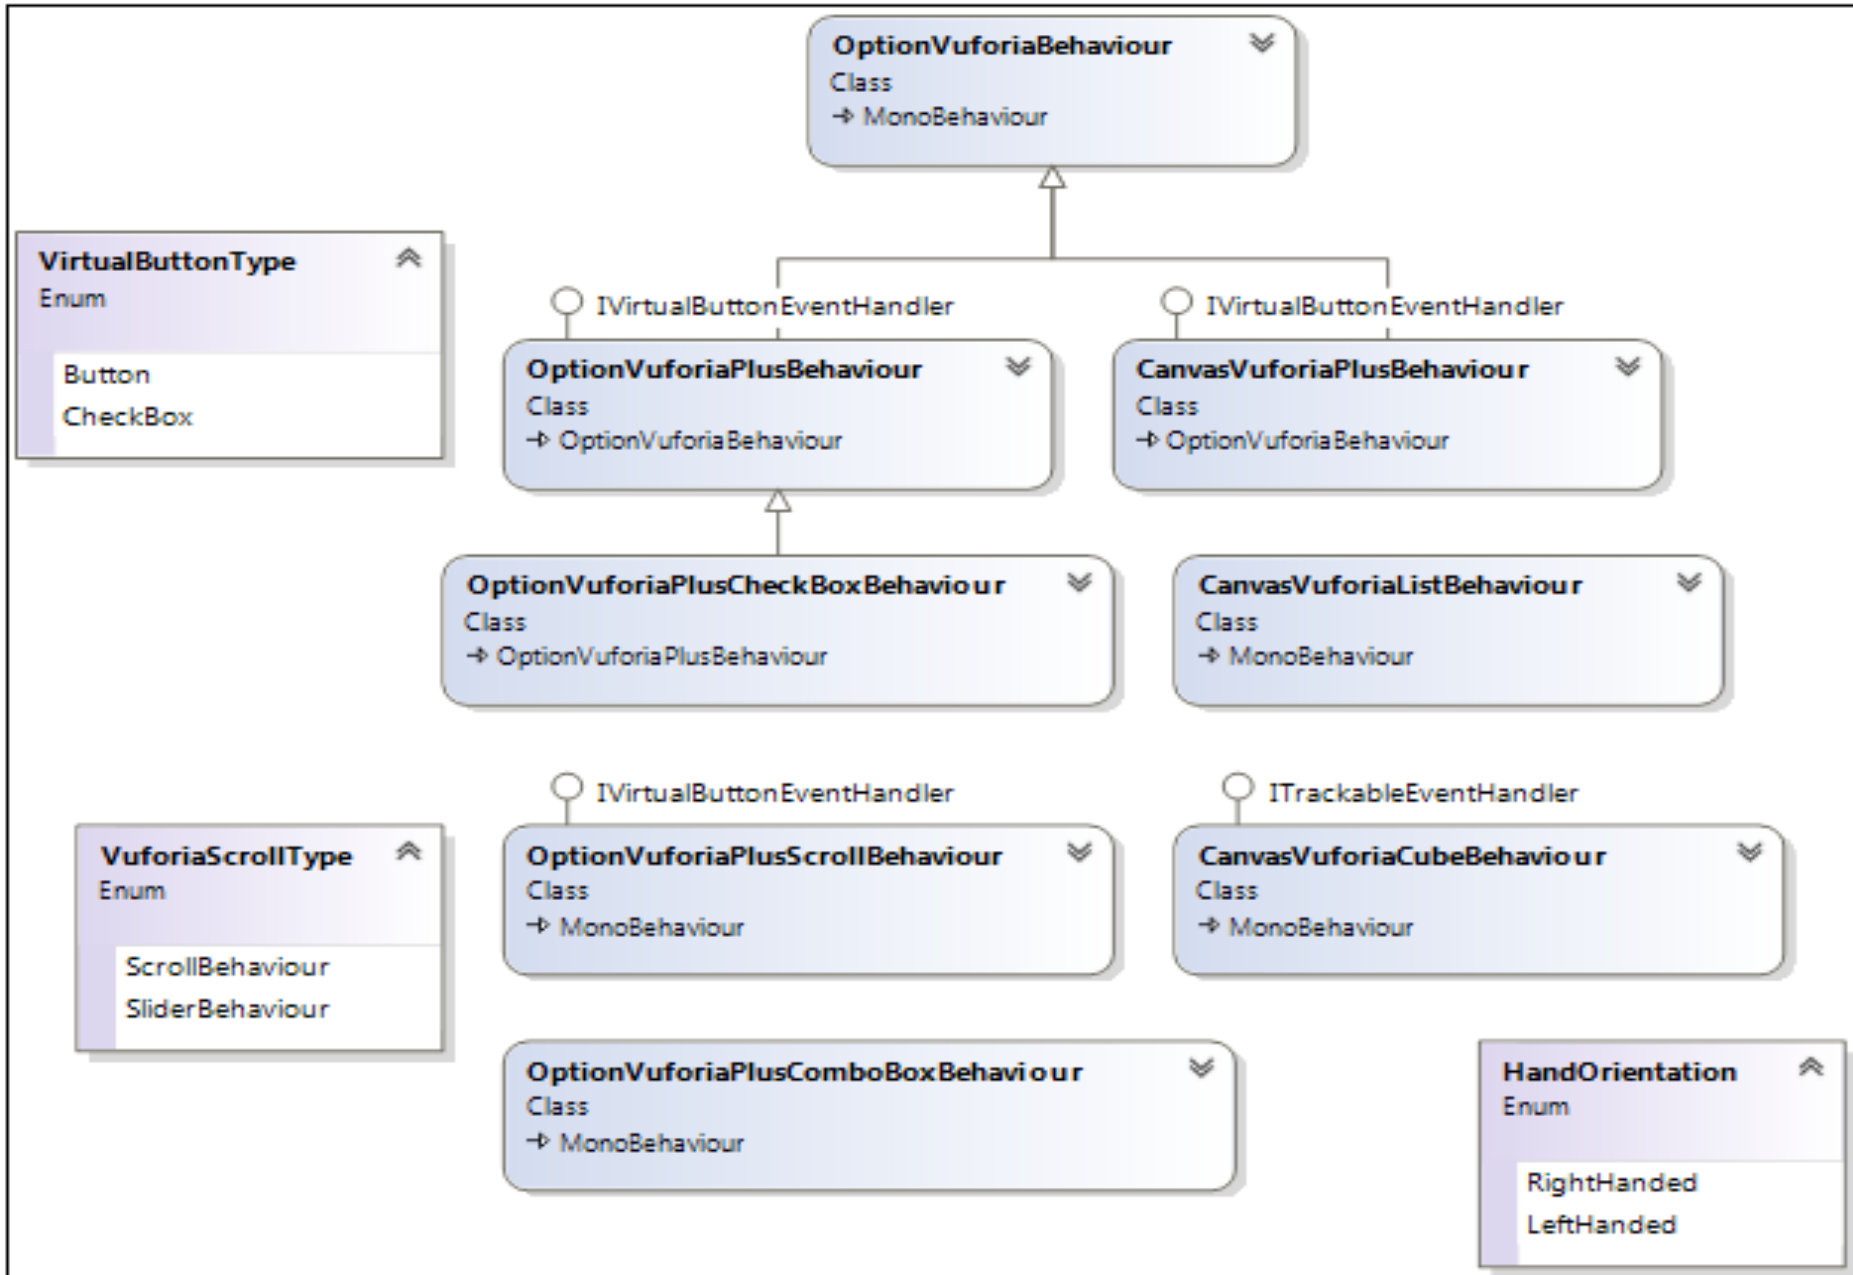 OptionVuforiaBehaviour
Class
MonoBehaviour
VirtualButtonType
Enum
Button
CheckBox
IVirtualButtonEventHandler
OptionVuforiaPlusBehaviour
Class
OptionVuforiaBehaviour
IVirtualButtonEventHandler
CanvasVuforiaPlusBehaviour
Class
OptionVuforiaBehaviour
OptionVuforiaPlusCheckBoxBehaviour
Class
OptionVuforiaPlusBehaviour
CanvasVuforiaListBehaviour
Class
MonoBehaviour
VuforiaScrollType
Enum
ScrollBehaviour
SliderBehaviour
IVirtualButtonEventHandler
OptionVuforiaPlusScrollBehaviour
Class
MonoBehaviour
ITrackableEventHandler
CanvasVuforiaCubeBehaviour
Class
MonoBehaviour
OptionVuforiaPlusComboBoxBehaviour
Class
MonoBehaviour
HandOrientation
Enum
RightHanded
LeftHanded